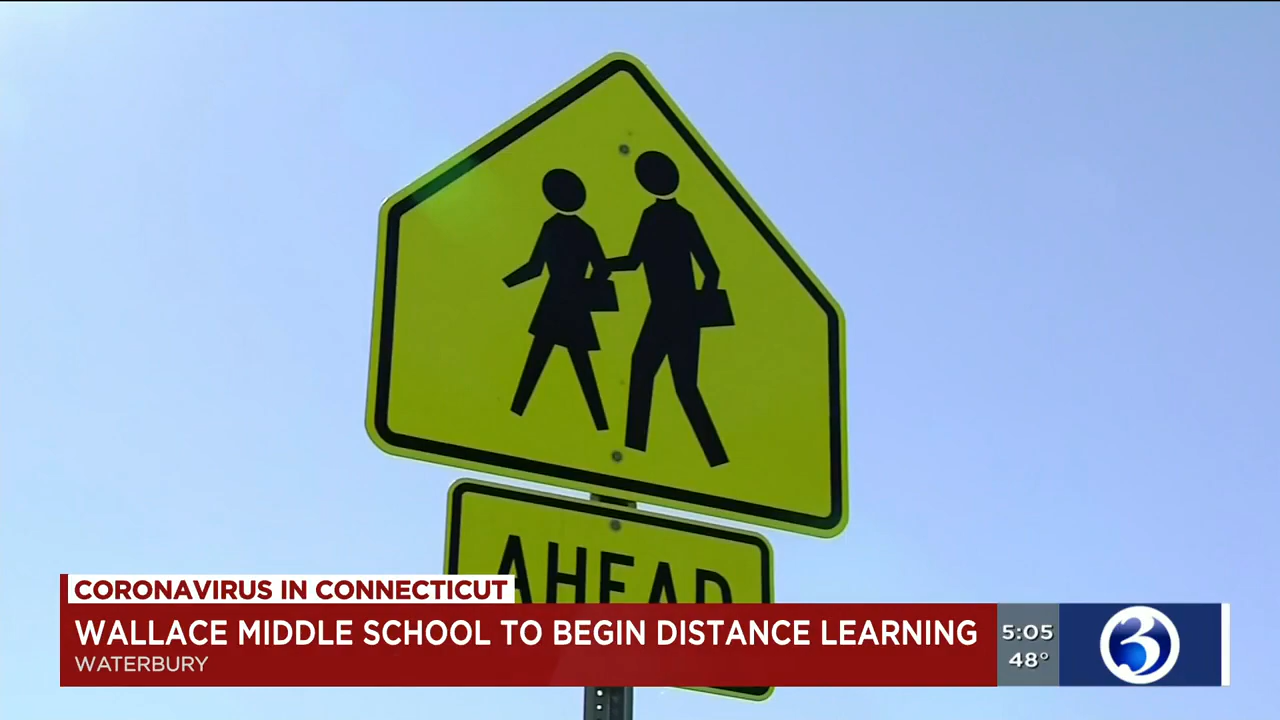 AHEAD
CORONAVIRUS IN CONNECTICUT
WALLACE MIDDLE SCHOOL TO BEGIN DISTANCE LEARNING
WATERBURY
5:05
48°
3